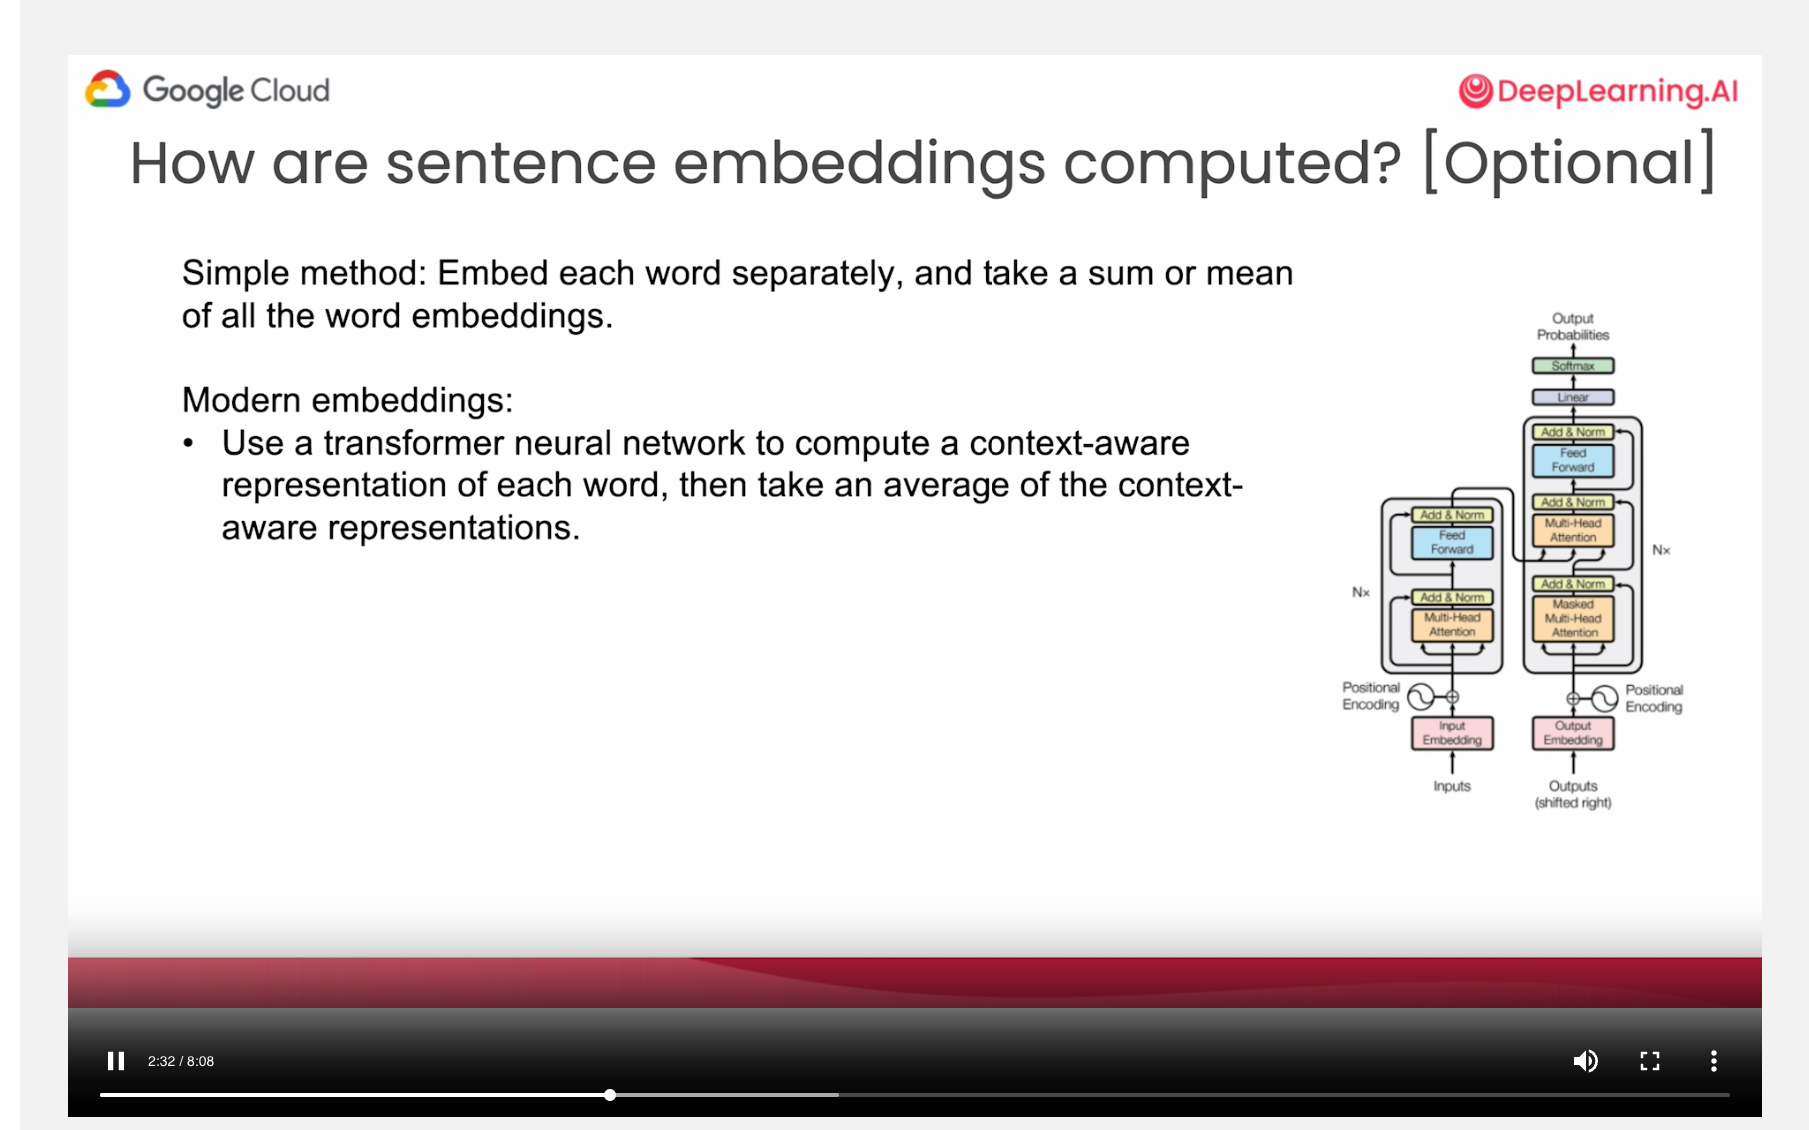 Google Cloud
DeepLearning.AI
How are sentence embeddings computed? [Optional]
Simple method: Embed each word separately, and take a sum or mean
of all the word embeddings.
Modern embeddings:
• Use a transformer neural network to compute a context-aware
representation of each word, then take an average of the context-
aware representations.
Output
Probabilities
Softmax
Linear
Add & Norm
Feed
Forward
Add & Norm
Multi-Head
Attention
Nx
Add & Norm
Masked
Multi-Head
Attention
Add & Norm
Feed
Forward
Nx
Add & Norm
Multi-Head
Attention
Positional
Encoding
Positional
Encoding
Input
Embedding
Output
Embedding
Inputs
Outputs
(shifted right)
2:32 / 8:08